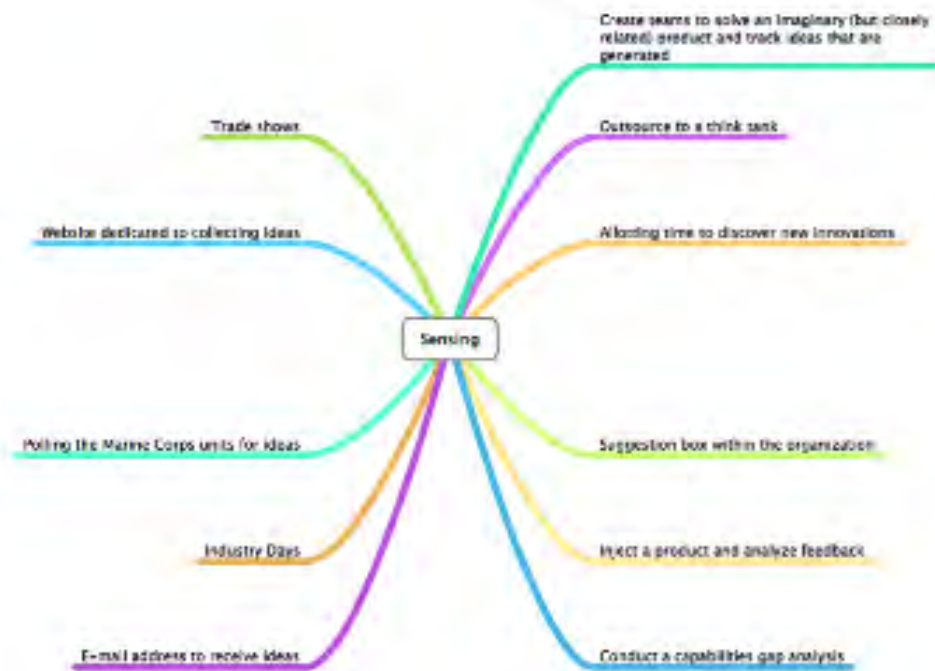 Create teams to solve an imaginary (but closely
related) product and track ideas that are
generated
Trade shows
Outsource to a think tank
Website dedicated to collecting ideas
Allotting time to discover new innovations
Sensing
Polling the Marine Corps units for ideas
Suggestion box within the organization
Industry Days
Inject a product and analyze feedback
E-mail address to receive ideas
Conduct a capabilities gap analysis